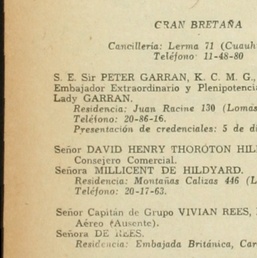 GRAN BRETAÑA
Cancillería: Lerma 71 (Cuauh
Teléfono: 11-48-80
S. E. Sir PETER GARRAN, K. C. M. G.,
Embajador Extraordinario y Plenipotenci
Lady GARRAN.
Residencia: Juan Racine 130 (Lomas
Teléfono: 20-86-16.
Presentación de credenciales: 5 de di
Señor DAVID HENRY THOROTON HIL
Consejero Comercial.
Señora MILLICENT DE HILDYARD.
Residencia: Montañas Calizas 446 (L
Teléfono: 20-17-63.
Señor Capitán de Grupo VIVIAN REES,
Aéreo (Ausente).
Señora DE REES.
Residencia: Embajada Británica, Car